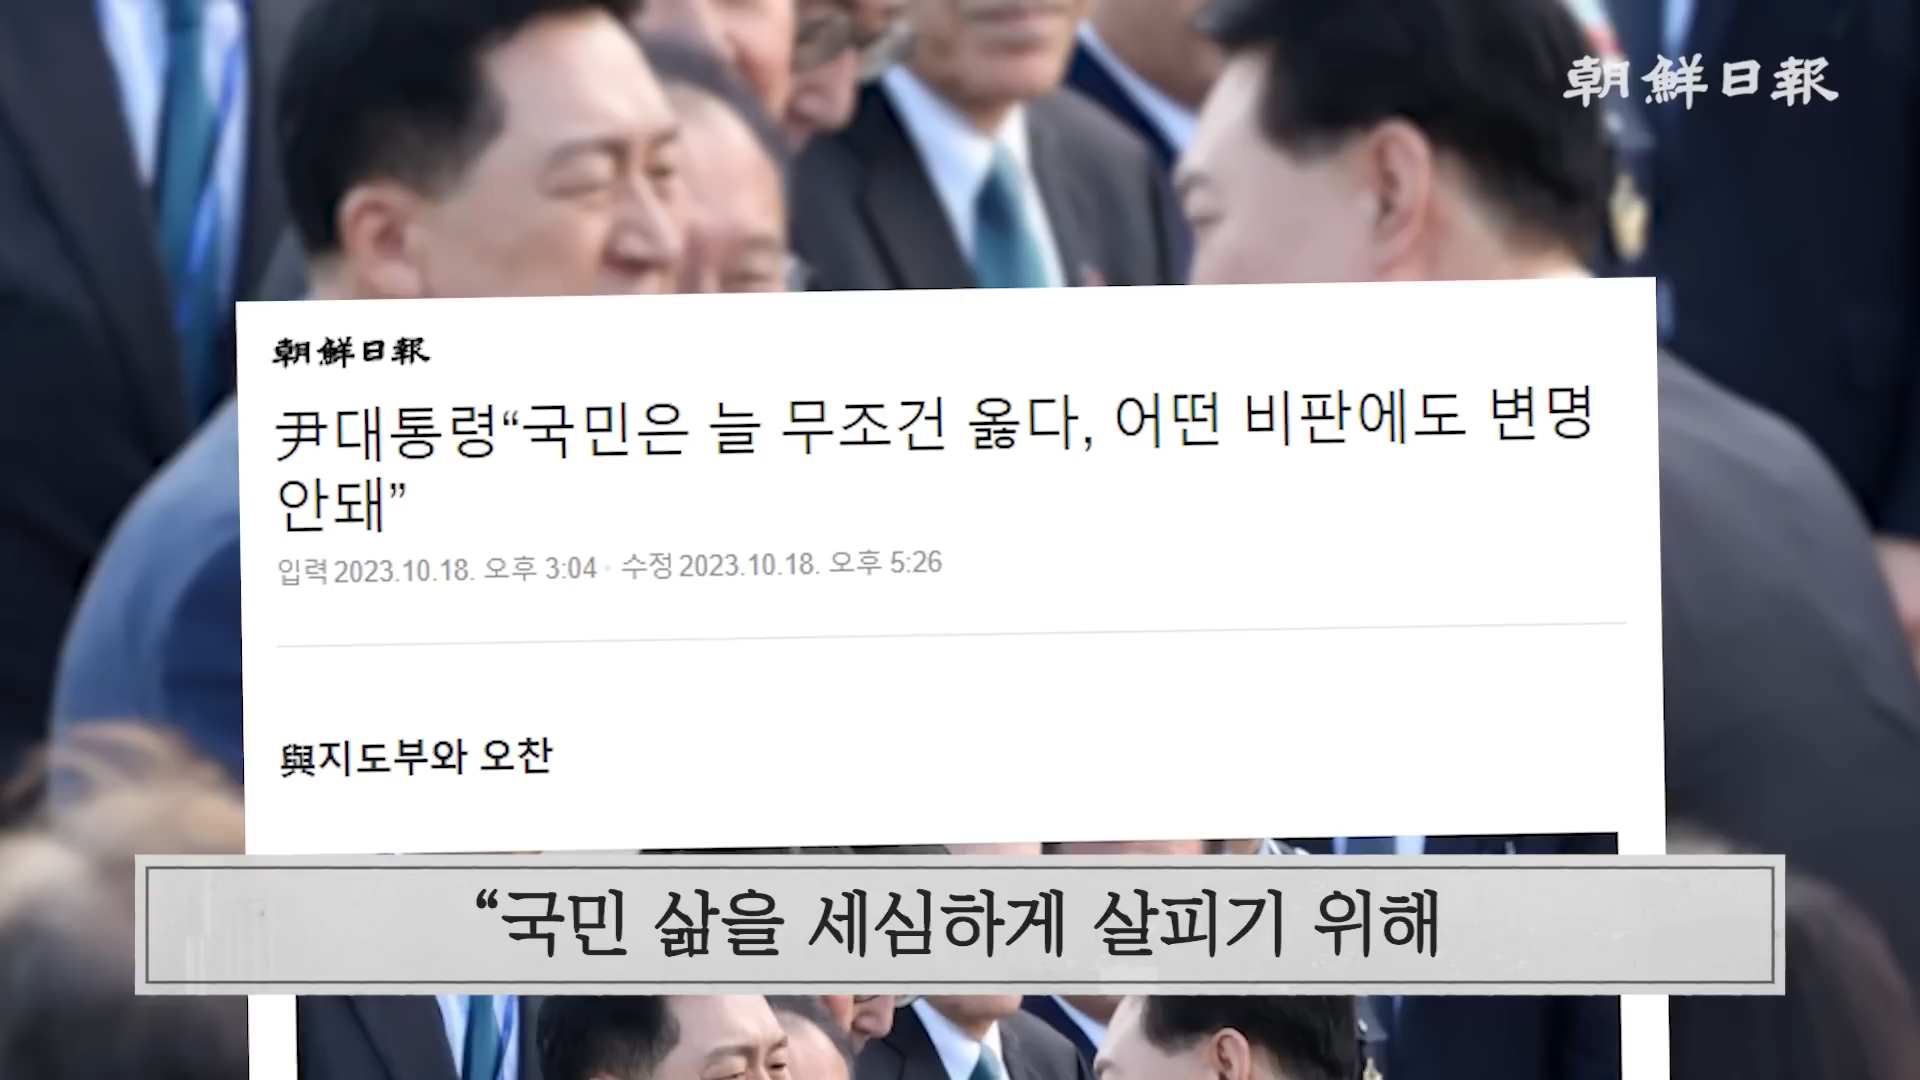 朝鮮日報
朝鮮日報
尹대통령“국민은 늘 무조건 옳다, 어떤 비판에도 변명
안돼”
입력 2023.10.18. 오후 3:04 · 수정 2023.10.18. 오후 5:26
與지도부와 오찬
“국민 삶을 세심하게 살피기 위해